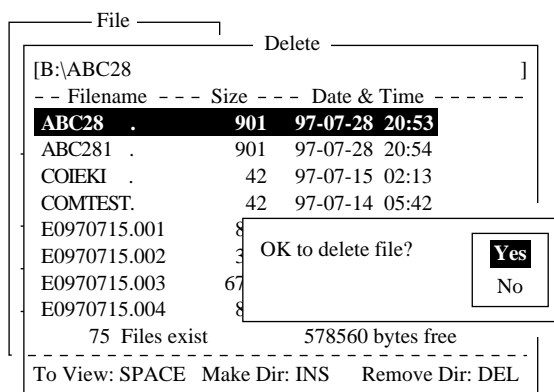 File
Delete
[B:\ABC28 ]
-- Filename --- Size --- Date & Time ------
ABC28 . 901 97-07-28 20:53
ABC281 . 901 97-07-28 20:54
COIEKI . 42 97-07-15 02:13
COMTEST. 42 97-07-14 05:42
E0970715.001
E0970715.002
E0970715.003
E0970715.004
OK to delete file?
Yes
No
75 Files exist 578560 bytes free
To View: SPACE Make Dir: INS Remove Dir: DEL